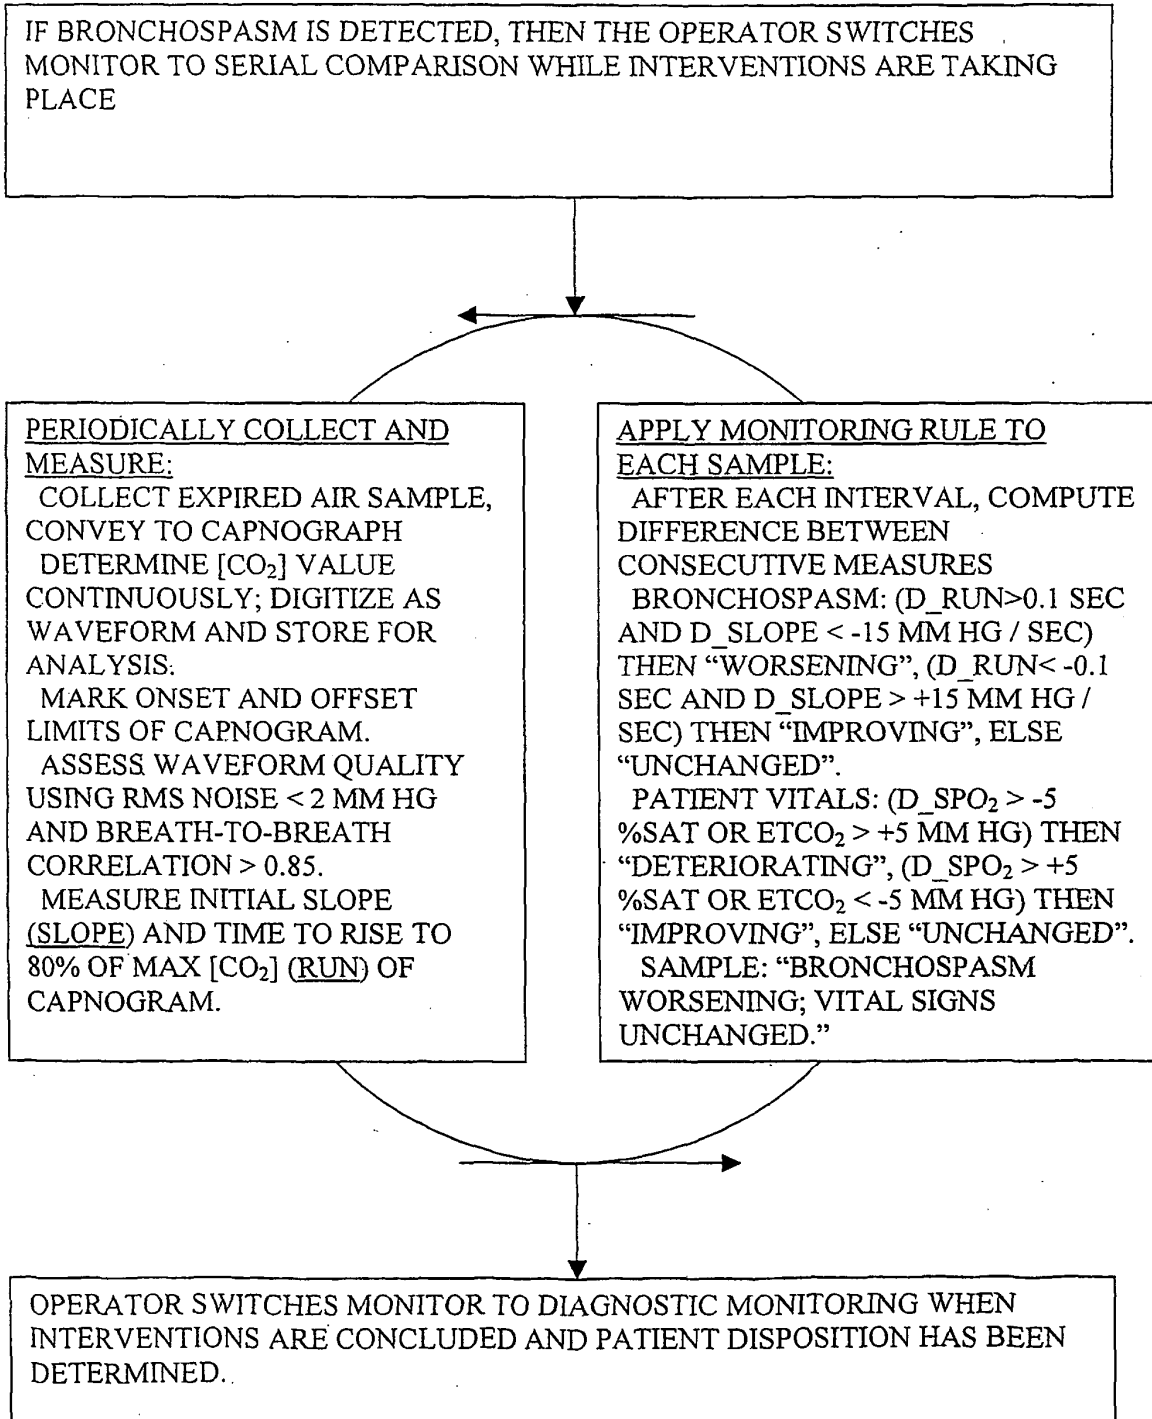 IF BRONCHOSPASM IS DETECTED, THEN THE OPERATOR SWITCHES
MONITOR TO SERIAL COMPARISON WHILE INTERVENTIONS ARE TAKING
PLACE
PERIODICALLY COLLECT AND
MEASURE:
COLLECT EXPIRED AIR SAMPLE,
CONVEY TO CAPNOGRAPH
DETERMINE [CO₂] VALUE
CONTINUOUSLY; DIGITIZE AS
WAVEFORM AND STORE FOR
ANALYSIS.
MARK ONSET AND OFFSET
LIMITS OF CAPNOGRAM.
ASSESS WAVEFORM QUALITY
USING RMS NOISE < 2 MM HG
AND BREATH-TO-BREATH
CORRELATION > 0.85.
MEASURE INITIAL SLOPE
(SLOPE) AND TIME TO RISE TO
80% OF MAX [CO₂] (RUN) OF
CAPNOGRAM.
APPLY MONITORING RULE TO
EACH SAMPLE:
AFTER EACH INTERVAL, COMPUTE
DIFFERENCE BETWEEN
CONSECUTIVE MEASURES
BRONCHOSPASM: (D_RUN>0.1 SEC
AND D_SLOPE < -15 MM HG / SEC)
THEN “WORSENING”, (D_RUN< -0.1
SEC AND D_SLOPE > +15 MM HG /
SEC) THEN “IMPROVING”, ELSE
“UNCHANGED”.
PATIENT VITALS: (D_SPO₂ > -5
%SAT OR ETCO₂ > +5 MM HG) THEN
“DETERIORATING”, (D_SPO₂ > +5
%SAT OR ETCO₂ < -5 MM HG) THEN
“IMPROVING”, ELSE “UNCHANGED”.
SAMPLE: “BRONCHOSPASM
WORSENING; VITAL SIGNS
UNCHANGED.”
OPERATOR SWITCHES MONITOR TO DIAGNOSTIC MONITORING WHEN
INTERVENTIONS ARE CONCLUDED AND PATIENT DISPOSITION HAS BEEN
DETERMINED.